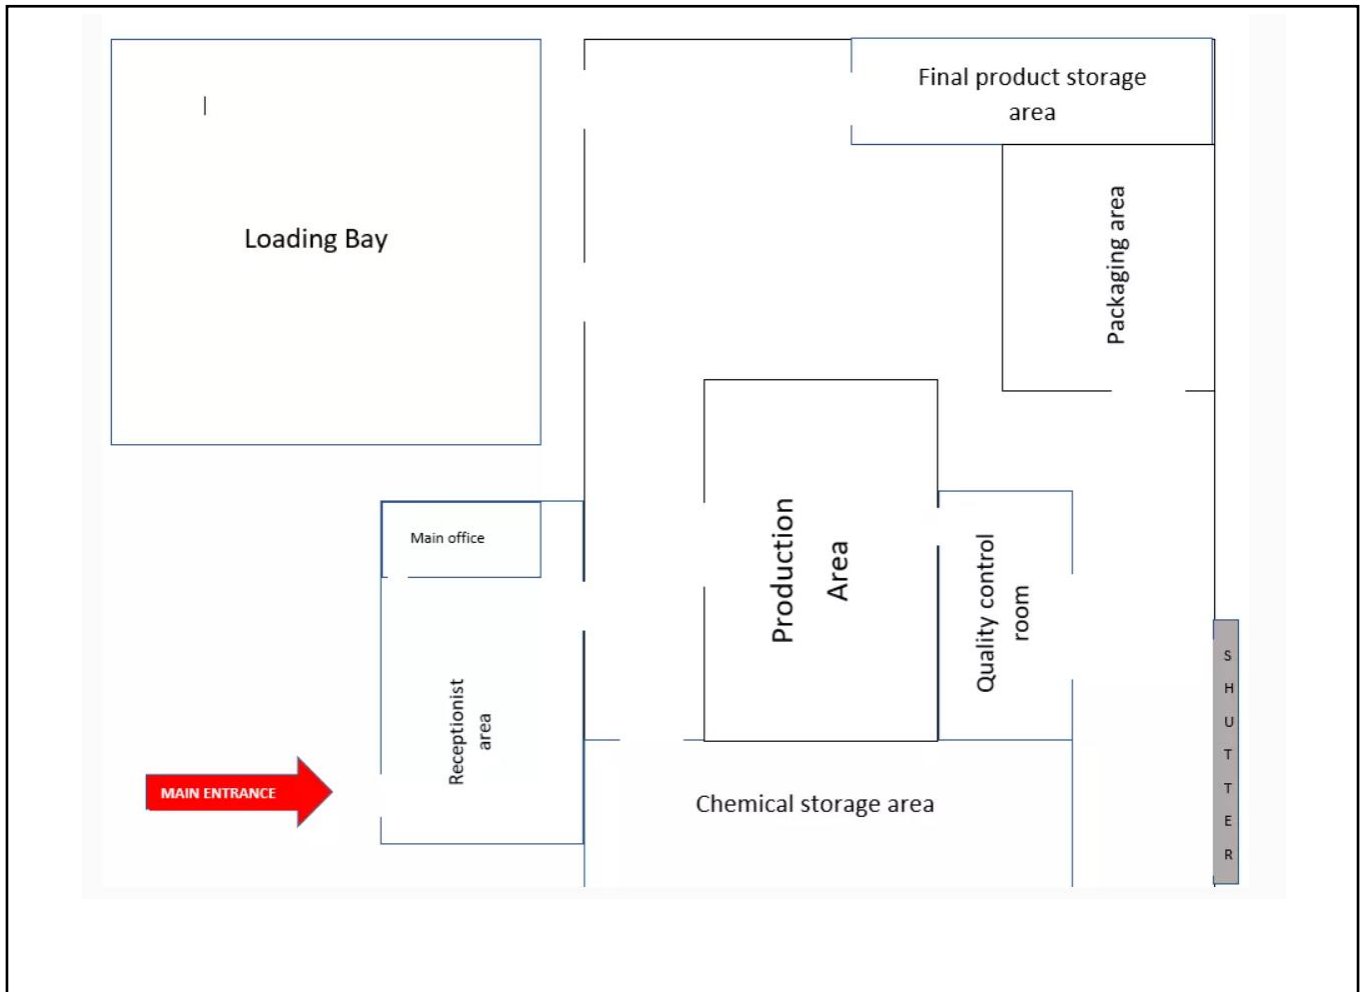 Final product storage
area
Loading Bay
Packaging area
Main office
Production
Area
Quality control
room
Receptionist
area
SHUTTER
MAIN ENTRANCE
Chemical storage area